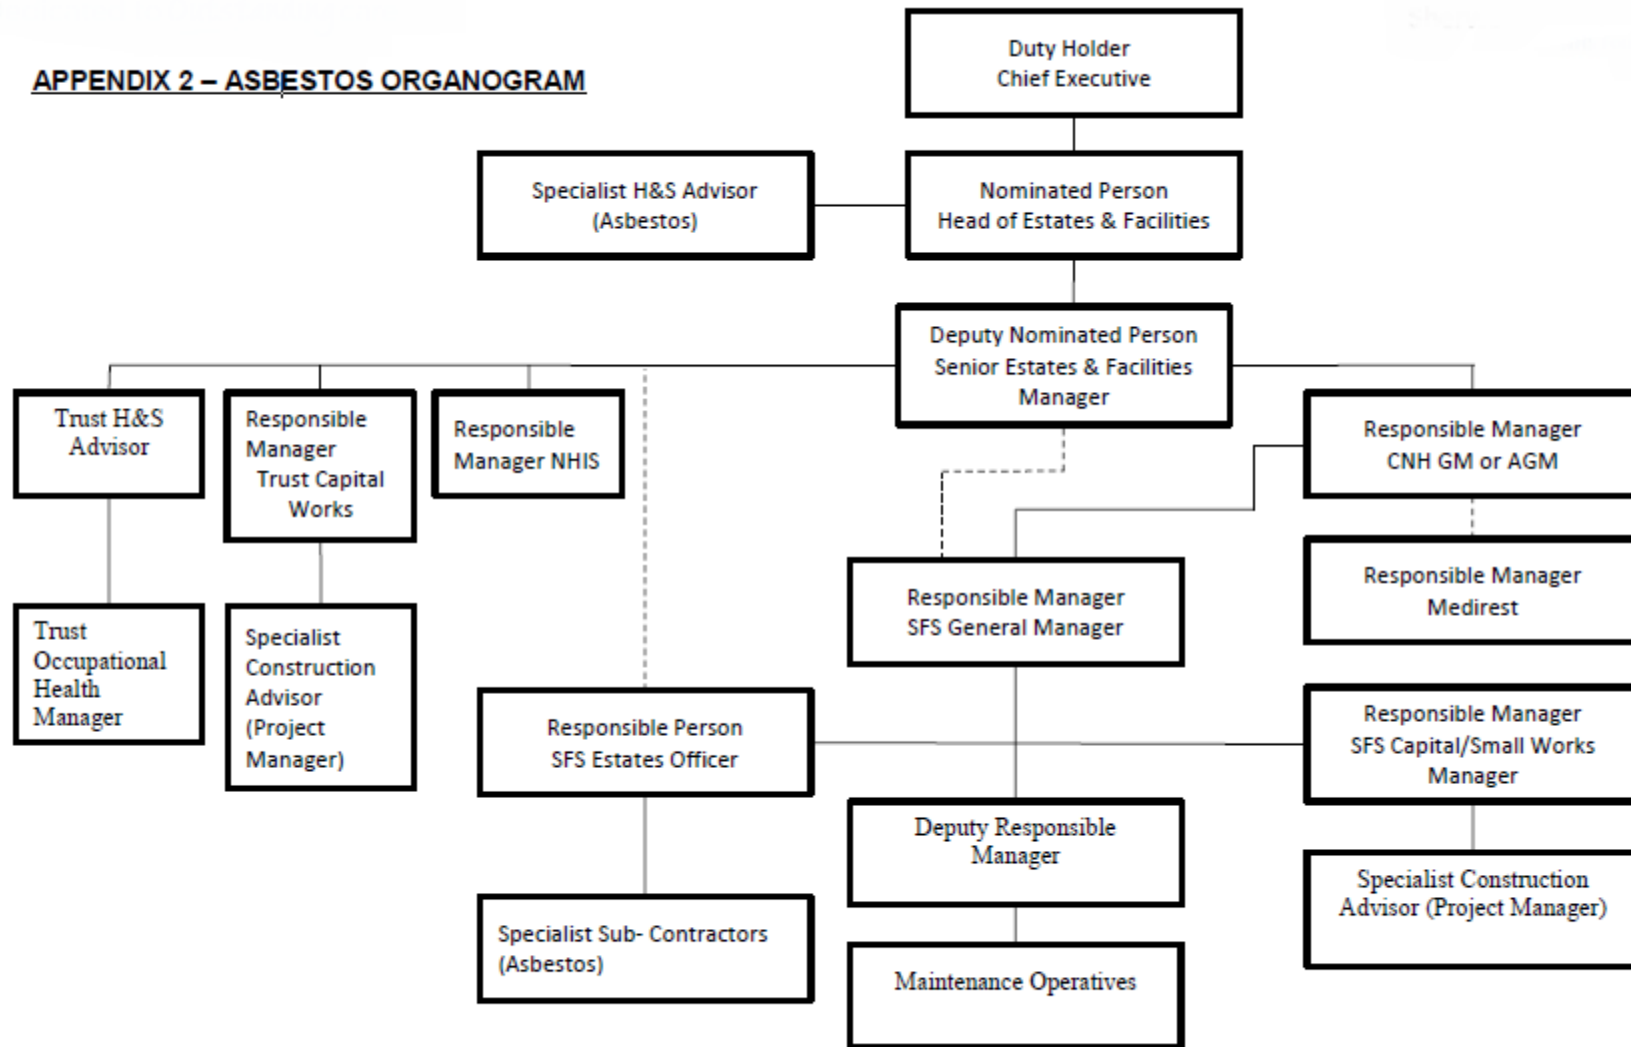 APPENDIX 2 – ASBESTOS ORGANOGRAM
Duty Holder
Chief Executive
Specialist H&S Advisor
(Asbestos)
Nominated Person
Head of Estates & Facilities
Deputy Nominated Person
Senior Estates & Facilities
Manager
Trust H&S
Advisor
Responsible
Manager
Trust Capital
Works
Responsible
Manager NHIS
Responsible Manager
CNH GM or AGM
Responsible Manager
SFS General Manager
Responsible Manager
Medirest
Trust
Occupational
Health
Manager
Specialist
Construction
Advisor
(Project
Manager)
Responsible Person
SFS Estates Officer
Responsible Manager
SFS Capital/Small Works
Manager
Deputy Responsible
Manager
Specialist Construction
Advisor (Project Manager)
Specialist Sub- Contractors
(Asbestos)
Maintenance Operatives